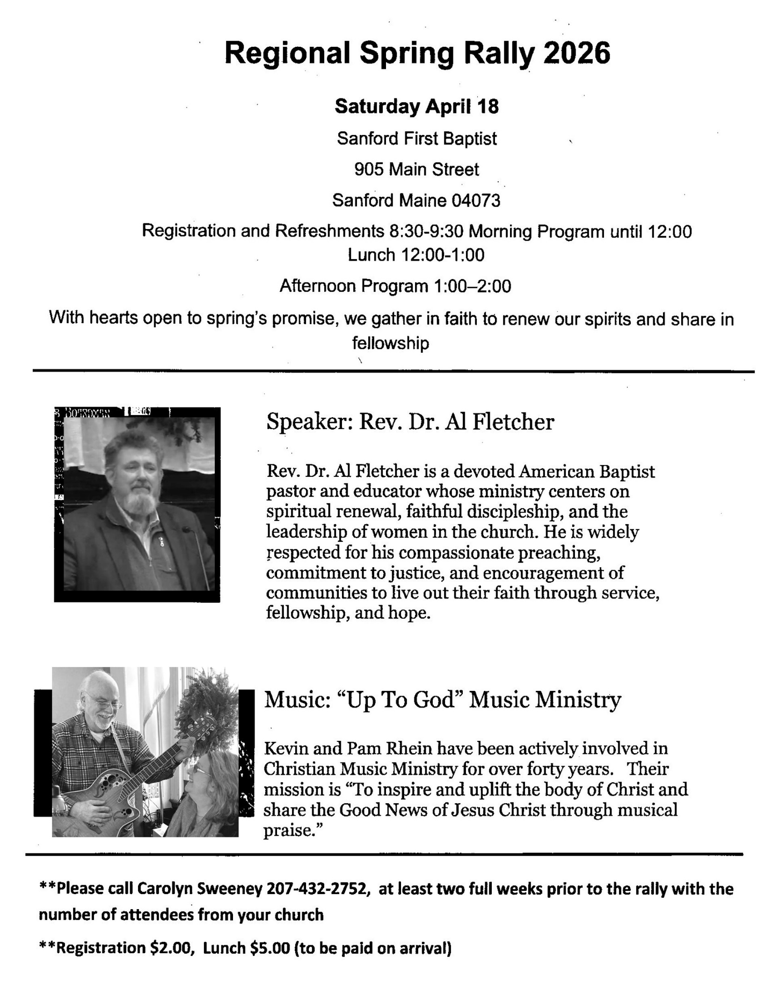 Regional Spring Rally 2026
Saturday April 18
Sanford First Baptist
905 Main Street
Sanford Maine 04073
Registration and Refreshments 8:30-9:30 Morning Program until 12:00
Lunch 12:00-1:00
Afternoon Program 1:00–2:00
With hearts open to spring's promise, we gather in faith to renew our spirits and share in
fellowship
Speaker: Rev. Dr. Al Fletcher
Rev. Dr. Al Fletcher is a devoted American Baptist
pastor and educator whose ministry centers on
spiritual renewal, faithful discipleship, and the
leadership of women in the church. He is widely
respected for his compassionate preaching,
commitment to justice, and encouragement of
communities to live out their faith through service,
fellowship, and hope.
Music: “Up To God” Music Ministry
Kevin and Pam Rhein have been actively involved in
Christian Music Ministry for over forty years.   Their
mission is “To inspire and uplift the body of Christ and
share the Good News of Jesus Christ through musical
praise.”
**Please call Carolyn Sweeney 207-432-2752,  at least two full weeks prior to the rally with the
number of attendees from your church
**Registration $2.00,  Lunch $5.00 (to be paid on arrival)